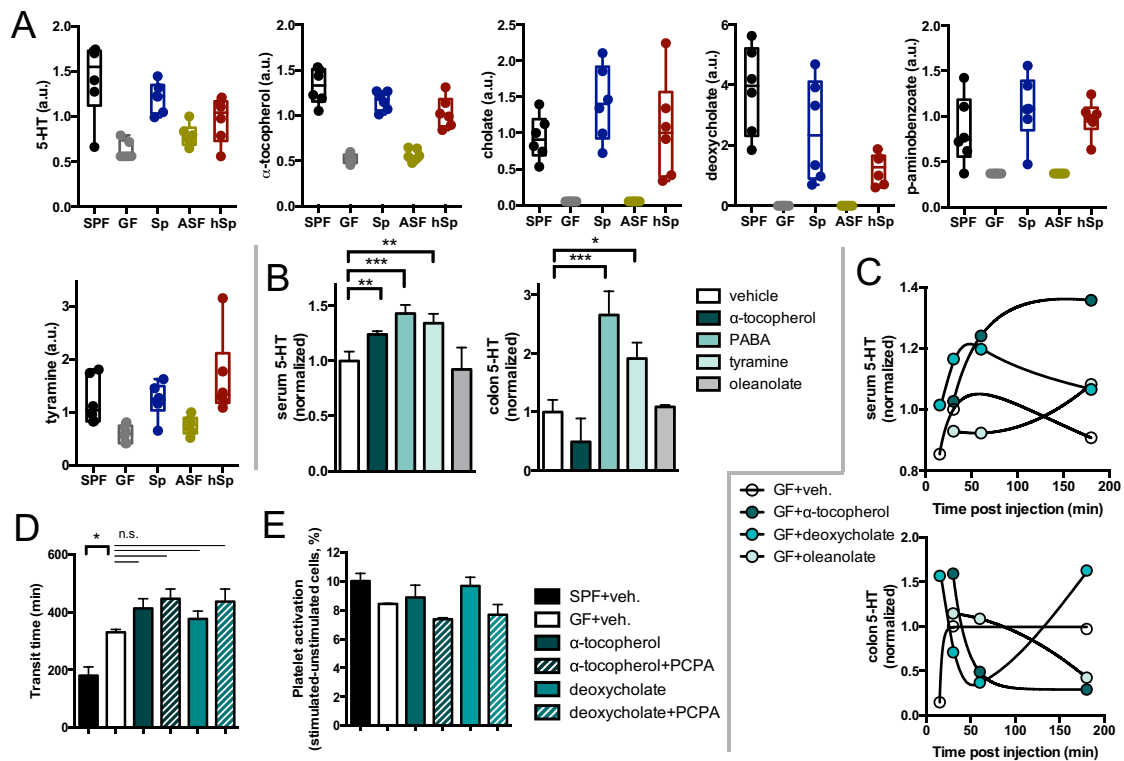 A
5-HT (a.u.)
2.0
1.5
1.0
0.5
0.0
SPF GF Sp ASF hSp
α-tocopherol (a.u.)
2.0
1.5
1.0
0.5
0.0
SPF GF Sp ASF hSp
cholate (a.u.)
2.5
2.0
1.5
1.0
0.5
0.0
SPF GF Sp ASF hSp
deoxycholate (a.u.)
6
4
2
0
SPF GF Sp ASF hSp
p-aminobenzoate (a.u.)
2.0
1.5
1.0
0.5
0.0
SPF GF Sp ASF hSp
tyramine (a.u.)
3
2
1
0
SPF GF Sp ASF hSp
B
serum 5-HT
(normalized)
1.5
1.0
0.5
0.0
**
***
**
colon 5-HT
(normalized)
3
2
1
0
*
***
vehicle
α-tocopherol
PABA
tyramine
oleanolate
C
serum 5-HT
(normalized)
1.4
1.2
1.0
0.8
0 50 100 150 200
Time post injection (min)
GF+veh.
GF+α-tocopherol
GF+deoxycholate
GF+oleanolate
colon 5-HT
(normalized)
2.0
1.5
1.0
0.5
0.0
0 50 100 150 200
Time post injection (min)
D
Transit time (min)
600
400
200
0
*
n.s.
E
Platelet activation
(stimulated-unstimulated cells, %)
12
10
8
6
4
2
0
SPF+veh.
GF+veh.
α-tocopherol
α-tocopherol+PCPA
deoxycholate
deoxycholate+PCPA